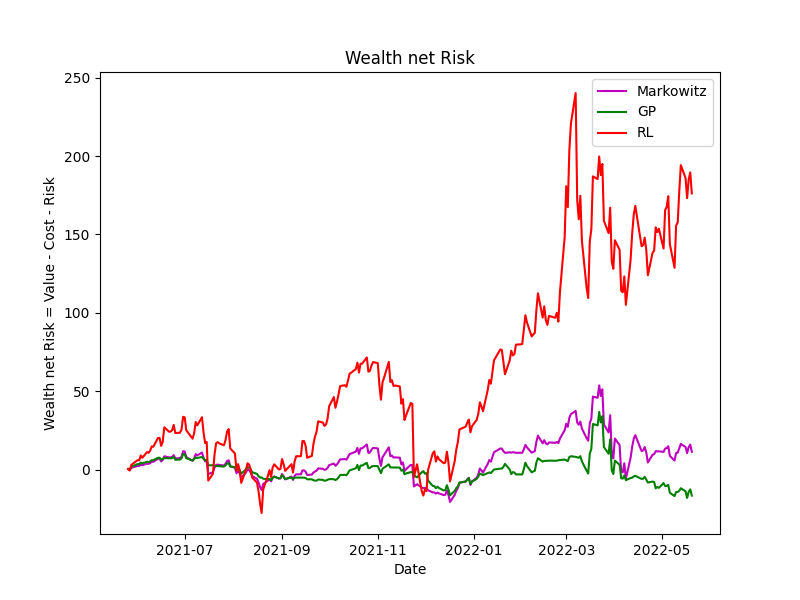 Wealth net Risk
Wealth net Risk = Value - Cost - Risk
250
200
150
100
50
0
Markowitz
GP
RL
2021-07
2021-09
2021-11
2022-01
2022-03
2022-05
Date